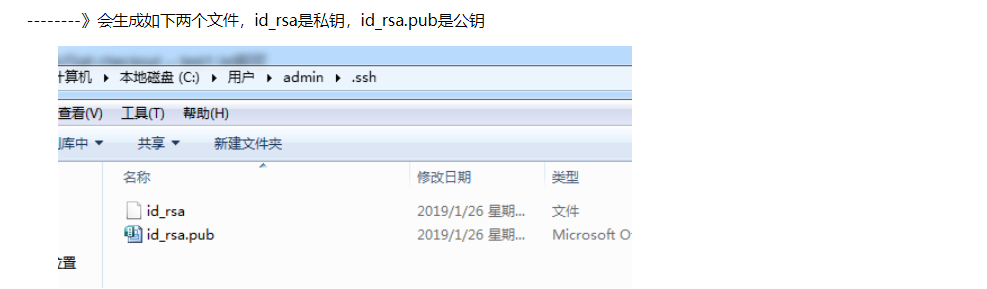 --------》会生成如下两个文件，id_rsa是私钥，id_rsa.pub是公钥
计算机 ▸ 本地磁盘 (C:) ▸ 用户 ▸ admin ▸ .ssh
查看(V) 工具(T) 帮助(H)
库中 ▾ 共享 ▾ 新建文件夹
名称 修改日期 类型
id_rsa 2019/1/26 星期... 文件
id_rsa.pub 2019/1/26 星期... Microsoft Of
位置